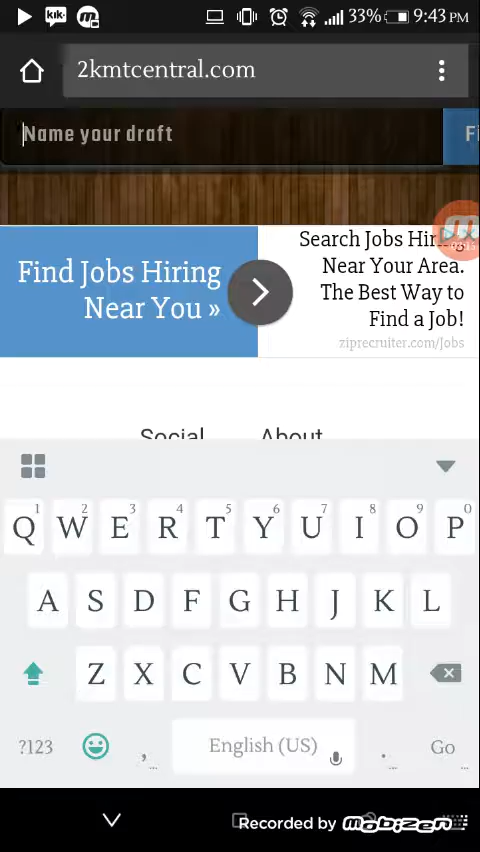 kik
33% 9:43 PM
2kmtcentral.com
Name your draft
Fi
Find Jobs Hiring
Near You »
Search Jobs Hiring
Near Your Area.
The Best Way to
Find a Job!
ziprecruiter.com/Jobs
Social About
1 2 3 4 5 6 7 8 9 0
Q W E R T Y U I O P
A S D F G H J K L
Z X C V B N M
?123 , English (US) . Go
Recorded by mobizen